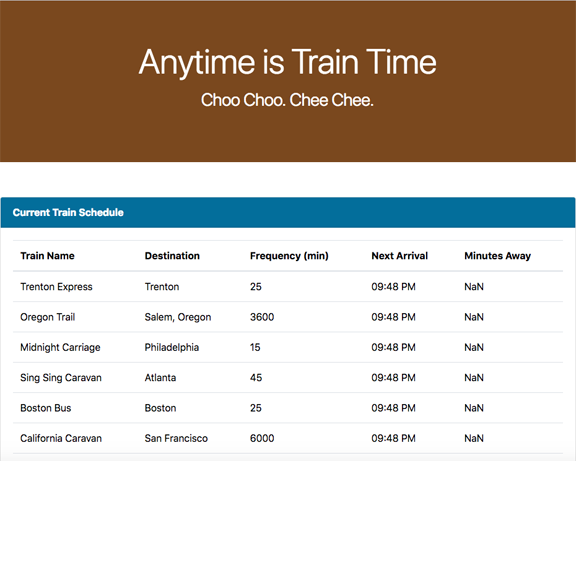 Anytime is Train Time
Choo Choo. Chee Chee.
Current Train Schedule
Train Name Destination Frequency (min) Next Arrival Minutes Away
Trenton Express Trenton 25 09:48 PM NaN
Oregon Trail Salem, Oregon 3600 09:48 PM NaN
Midnight Carriage Philadelphia 15 09:48 PM NaN
Sing Sing Caravan Atlanta 45 09:48 PM NaN
Boston Bus Boston 25 09:48 PM NaN
California Caravan San Francisco 6000 09:48 PM NaN